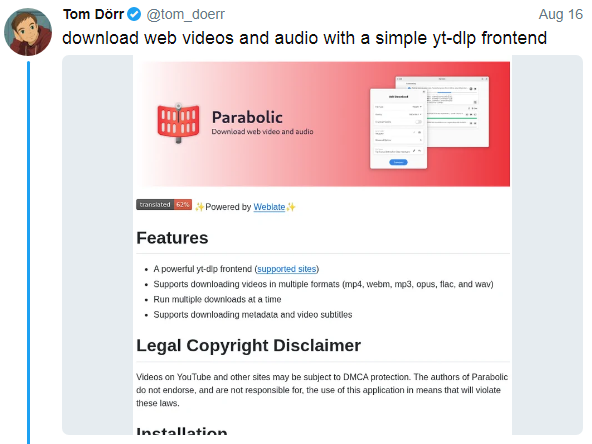 Tom Dörr @tom_doerr Aug 16
download web videos and audio with a simple yt-dlp frontend
Parabolic
Download web video and audio
translated 62% ✨Powered by Weblate✨
Features
• A powerful yt-dlp frontend (supported sites)
• Supports downloading videos in multiple formats (mp4, webm, mp3, opus, flac, and wav)
• Run multiple downloads at a time
• Supports downloading metadata and video subtitles
Legal Copyright Disclaimer
Videos on YouTube and other sites may be subject to DMCA protection. The authors of Parabolic
do not endorse, and are not responsible for, the use of this application in means that will violate
these laws.
Installation